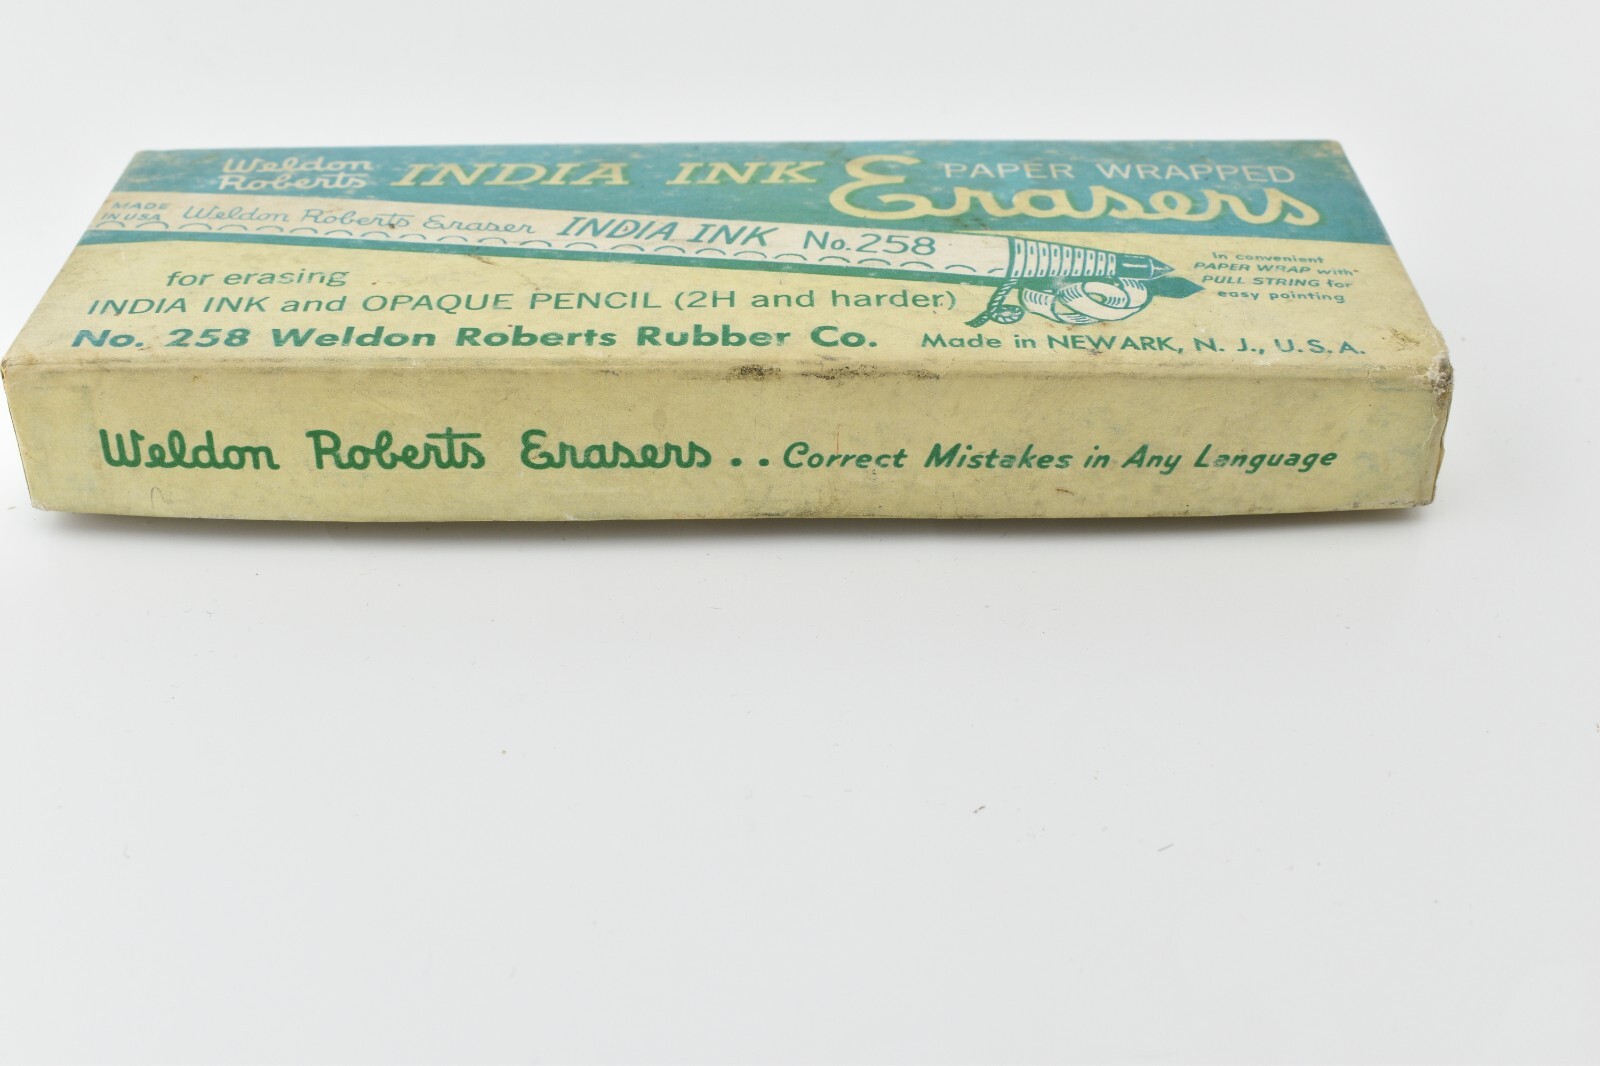 Weldon Roberts INDIA INK Erasers PAPER WRAPPED
MADE IN USA Weldon Roberts Eraser INDIA INK No. 258
In convenient
PAPER WRAP with
PULL STRING for
easy pointing
for erasing
INDIA INK and OPAQUE PENCIL (2H and harder)
No. 258 Weldon Roberts Rubber Co. Made in NEWARK, N. J., U.S.A.
Weldon Roberts Erasers .. Correct Mistakes in Any Language